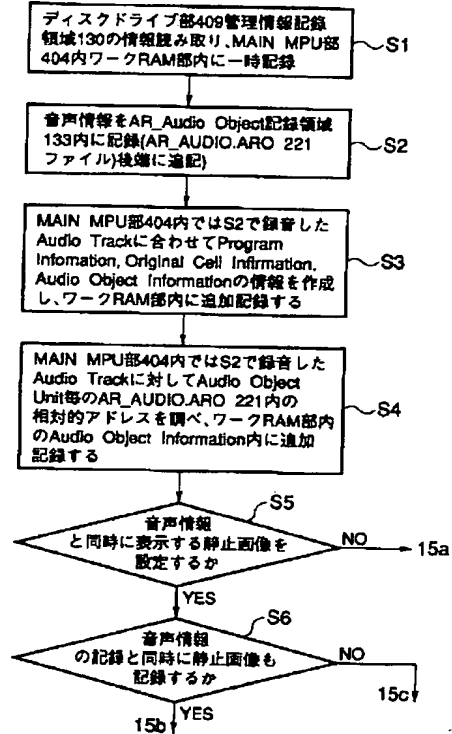 ディスクドライブ部409管理情報記録
領域130の情報読み取り、MAIN MPU部
404内ワークRAM部内に一時記録
S1
音声情報をAR_Audio Object記録領域
133内に記録(AR_AUDIO.ARO 221
ファイル)後端に追記)
S2
MAIN MPU部404内ではS2で録音した
Audio Trackに合わせてProgram
Infomation, Original Cell Infirmation,
Audio Object Informationの情報を作成
し、ワークRAM部内に追加記録する
S3
MAIN MPU部404内ではS2で録音した
Audio Trackに対してAudio Object
Unit毎のAR_AUDIO.ARO 221内の
相対的アドレスを調べ、ワークRAM部内
のAudio Object Information内に追加
記録する
S4
S5
音声情報
と同時に表示する静止画像を
設定するか
NO
15a
YES
S6
音声情報
の記録と同時に静止画像も
記録するか
NO
15c
YES
15b